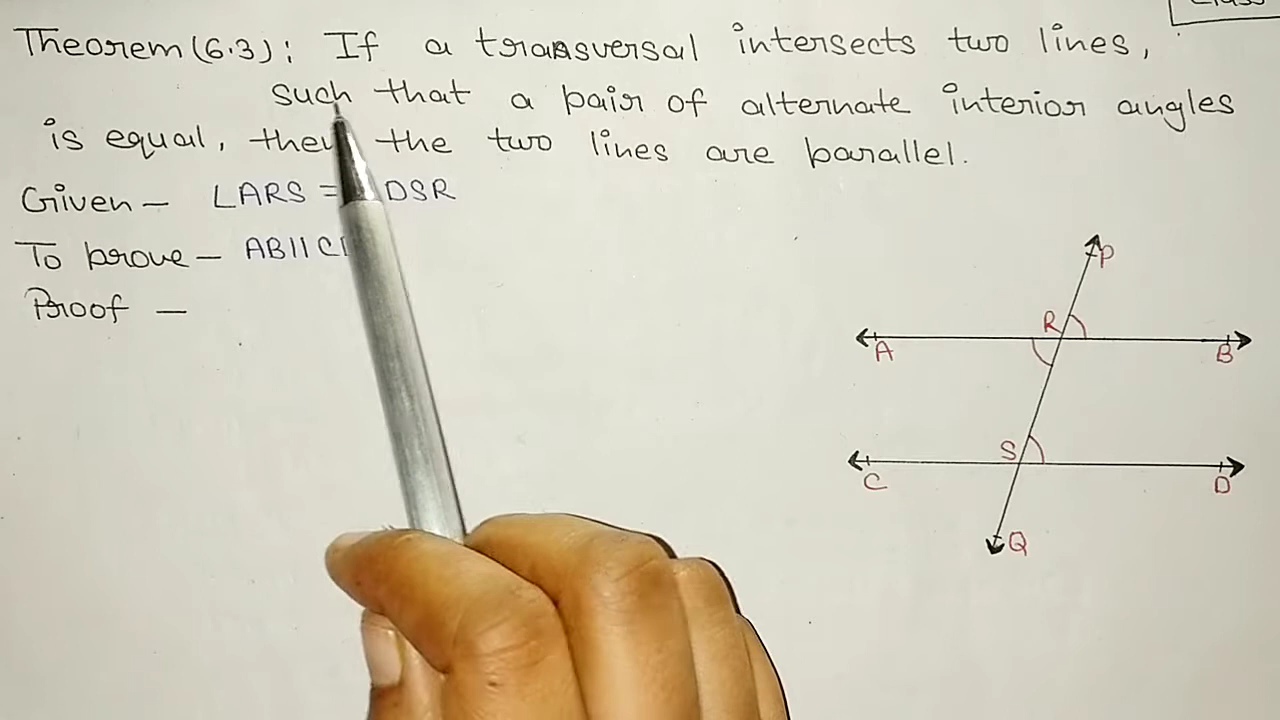 Theorem (6.3): If a transversal intersects two lines,
such that a pair of alternate interior angles
is equal, then the two lines are parallel.
Given - ∠ARS = DSR
To prove - AB||C
Proof -
P
R
A
B
S
C
D
Q